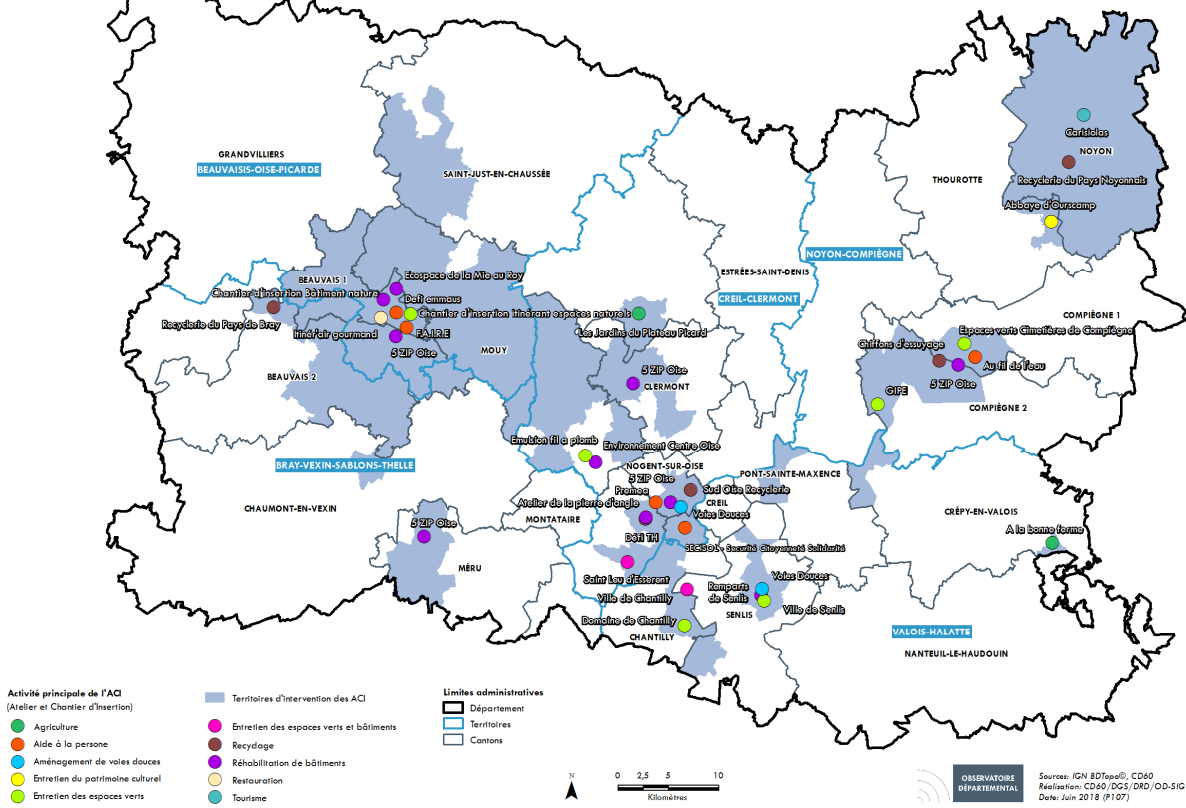 Carisiolas
NOYON
GRANDVILLIERS
BEAUVAISIS-OISE-PICARDE
SAINT-JUST-EN-CHAUSSÉE
THOUROTTE
Recyclerie du Pays Noyonnais
Abbaye d'Ourscamp
NOYON-COMPIÈGNE
ESTRÉES-SAINT-DENIS
CREIL-CLERMONT
Ecospace de la Mie au Roy
BEAUVAIS 1
Chantier d'insertion Bâtiment nature
Defi emmaus
Chantier d'insertion itinérant espaces naturels
Recyclerie du Pays de Bray
Itinér'air gourmand
F.A.I.R.E
5 ZIP Oise
MOUY
Les Jardins du Plateau Picard
COMPIÈGNE 1
Espaces verts Cimetières de Compiègne
Chiffons d'essuyage
Au fil de l'eau
5 ZIP Oise
GIPE
COMPIÈGNE 2
BEAUVAIS 2
5 ZIP Oise
CLERMONT
Emulsion fil a plomb
Environnement Centre Oise
BRAY-VEXIN-SABLONS-THELLE
NOGENT-SUR-OISE
5 ZIP Oise
PONT-SAINTE-MAXENCE
Premea
Sud Oise Recyclerie
Atelier de la pierre d'angle
CREIL
Voies Douces
CHAUMONT-EN-VEXIN
MONTATAIRE
CRÉPY-EN-VALOIS
5 ZIP Oise
A la bonne ferme
Défi TH
SECISOL - Securité Citoyenneté Solidarité
MÉRU
Saint Leu d'Esserent
Voies Douces
Remparts
de Senlis
Ville de Chantilly
Ville de Senlis
SENLIS
Domaine de Chantilly
CHANTILLY
VALOIS-HALATTE
NANTEUIL-LE-HAUDOUIN
Activité principale de l'ACI
(Atelier et Chantier d'Insertion)
Agriculture
Aide à la personne
Aménagement de voies douces
Entretien du patrimoine culturel
Entretien des espaces verts
Territoires d'intervention des ACI
Entretien des espaces verts et bâtiments
Recyclage
Réhabilitation de bâtiments
Restauration
Tourisme
Limites administratives
Département
Territoires
Cantons
N
0 2,5 5 10
Kilomètres
OBSERVATOIRE
DÉPARTEMENTAL
Sources: IGN BDTopo©, CD60
Réalisation: CD60/DGS/DRD/OD-SIG
Date: Juin 2018 (P107)